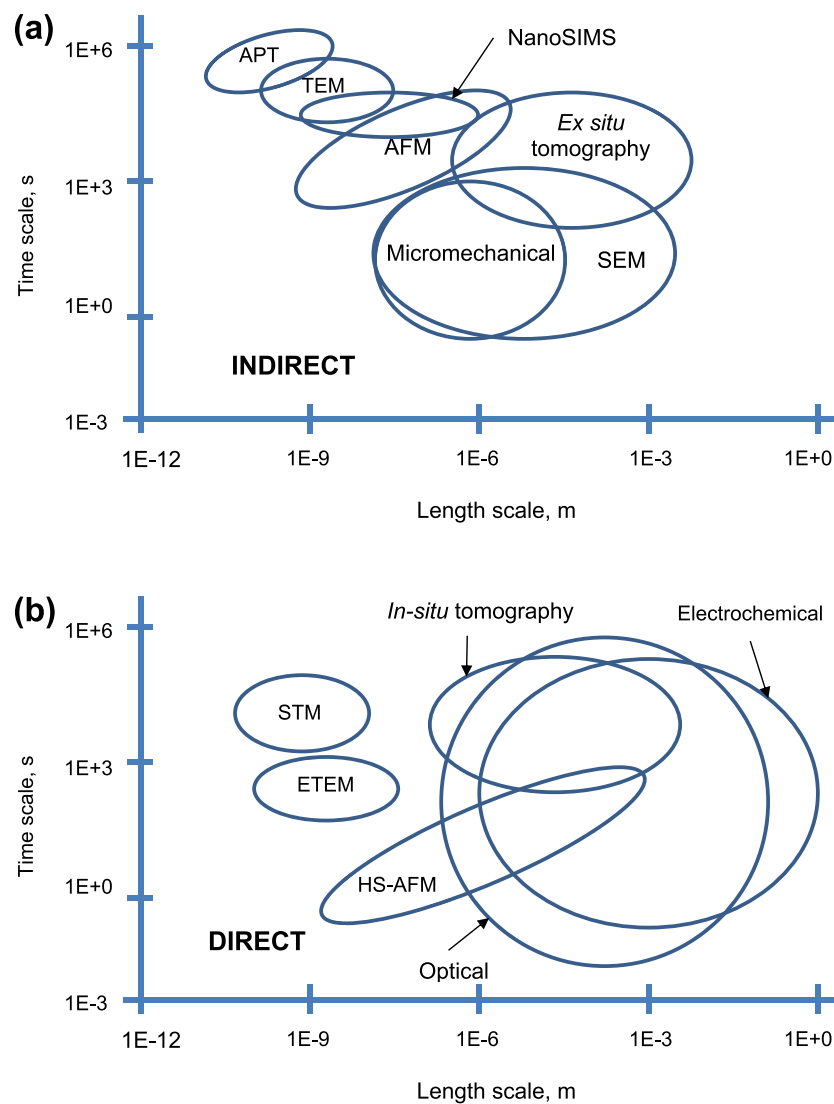 (a)
1E+6
APT
NanoSIMS
TEM
Ex situ
tomography
AFM
1E+3
Time scale, s
Micromechanical
SEM
1E+0
INDIRECT
1E-3
1E-12
1E-9
1E-6
1E-3
1E+0
Length scale, m
(b)
In-situ tomography
Electrochemical
1E+6
STM
1E+3
ETEM
Time scale, s
HS-AFM
1E+0
DIRECT
Optical
1E-3
1E-12
1E-9
1E-6
1E-3
1E+0
Length scale, m